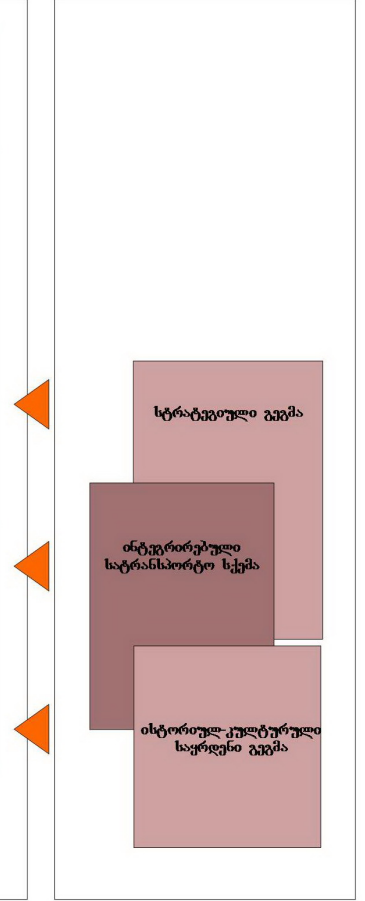 სტრატეგიული გეგმა
ინტეგრირებული
სატრანსპორტო სქემა
ისტორიულ-კულტურული
საყრდენი გეგმა